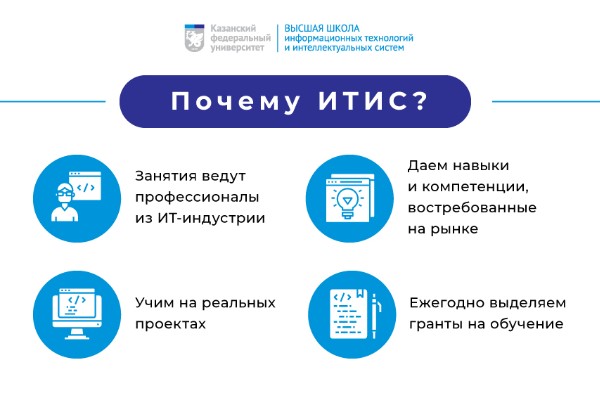 Казанский
федеральный
университет
ВЫСШАЯ ШКОЛА
информационных технологий
и интеллектуальных систем
Почему ИТИС?
</>
Занятия ведут
профессионалы
из ИТ-индустрии
Даем навыки
и компетенции,
востребованные
на рынке
</>
Учим на реальных
проектах
</>
Ежегодно выделяем
гранты на обучение